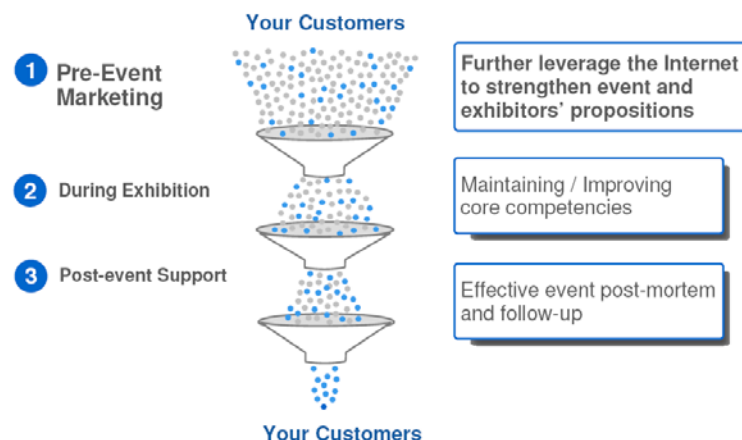 Your Customers
1
Pre-Event
Marketing
Further leverage the Internet
to strengthen event and
exhibitors’ propositions
2
During Exhibition
Maintaining / Improving
core competencies
3
Post-event Support
Effective event post-mortem
and follow-up
Your Customers